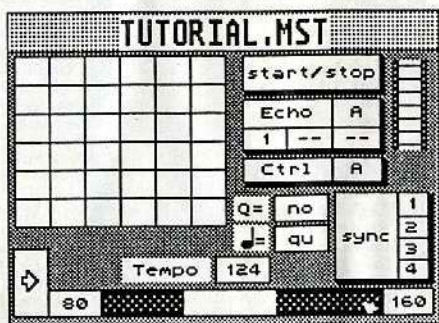 TUTORIAL.MST
start/stop
Echo A
1 -- --
Ctrl A
Q= no
♩= qu
sync 1 2 3 4
Tempo 124
80 160